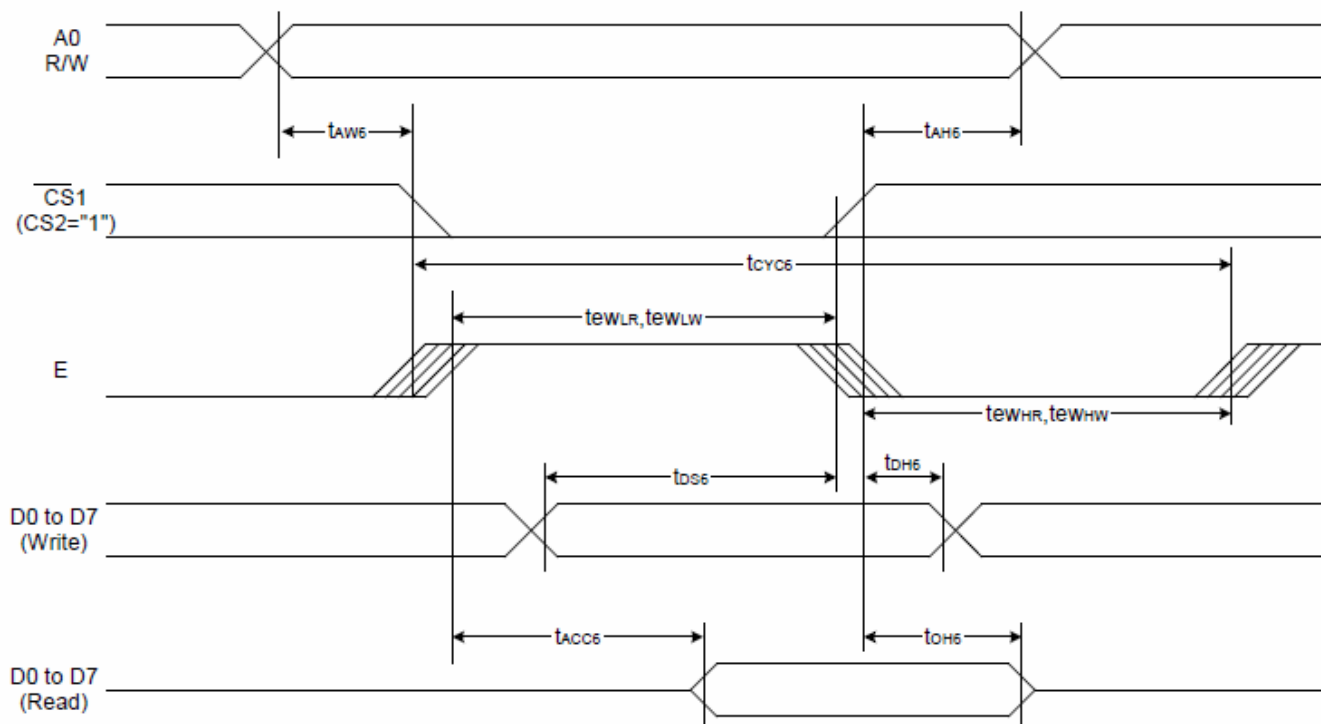 A0
R/W
tAW6
tAH6
CS1
(CS2="1")
tCYC6
tewLR,tewLW
E
tewHR,tewHW
tDS6
tDH6
D0 to D7
(Write)
tACC6
tOH6
D0 to D7
(Read)